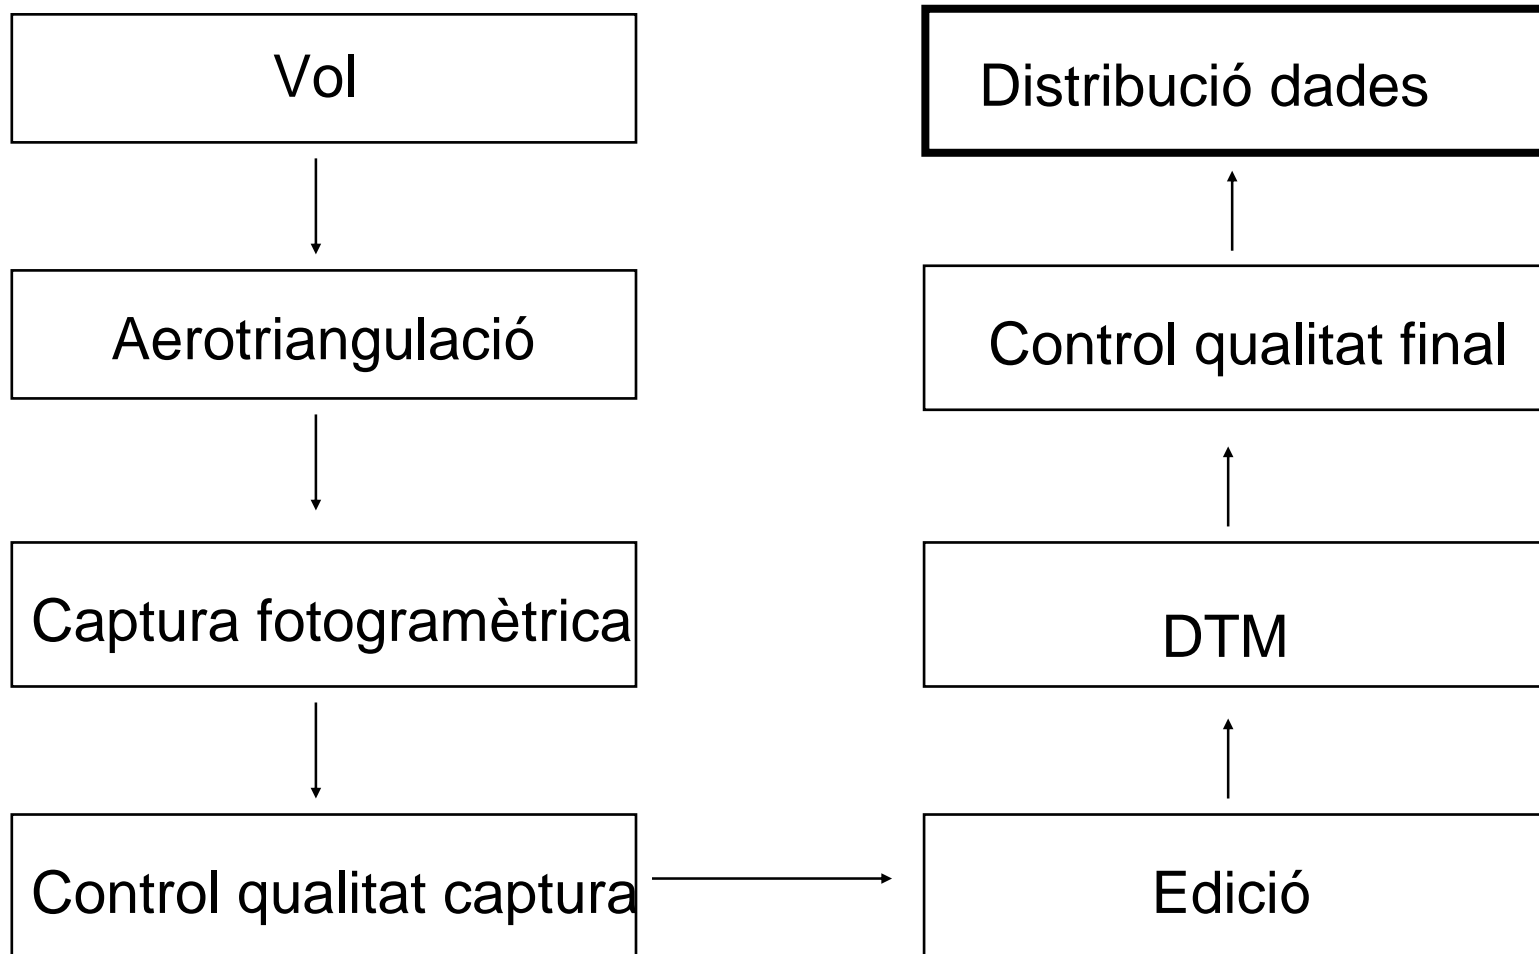 Vol
Aerotriangulació
Captura fotogramètrica
Control qualitat captura
Edició
DTM
Control qualitat final
Distribució dades